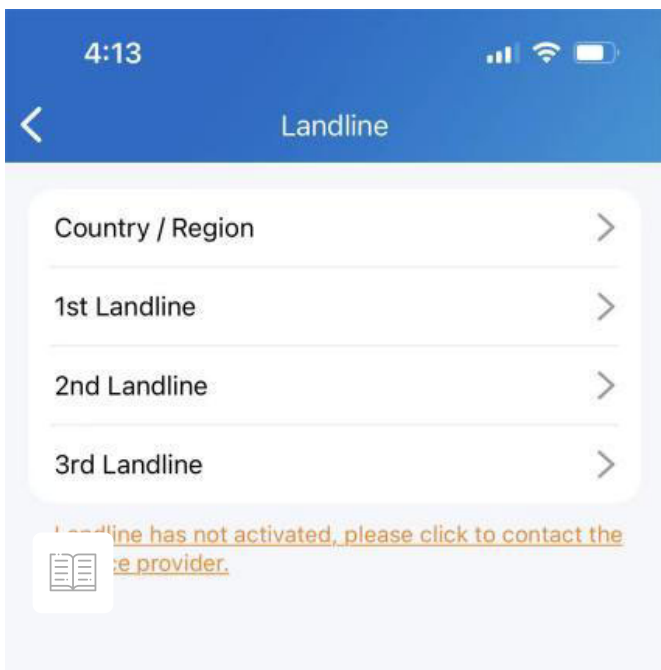 4:13
Landline
Country / Region
1st Landline
2nd Landline
3rd Landline
line has not activated, please click to contact the
provider.